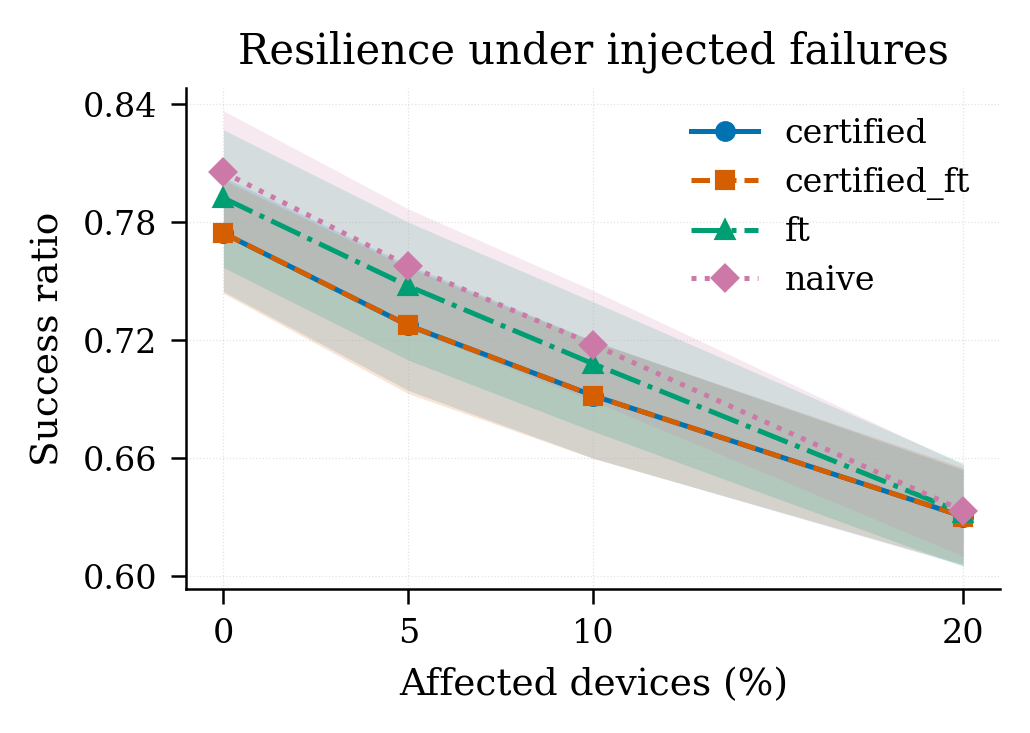 Resilience under injected failures
0.84
0.78
0.72
0.66
0.60
Success ratio
certified
certified_ft
ft
naive
0 5 10 20
Affected devices (%)